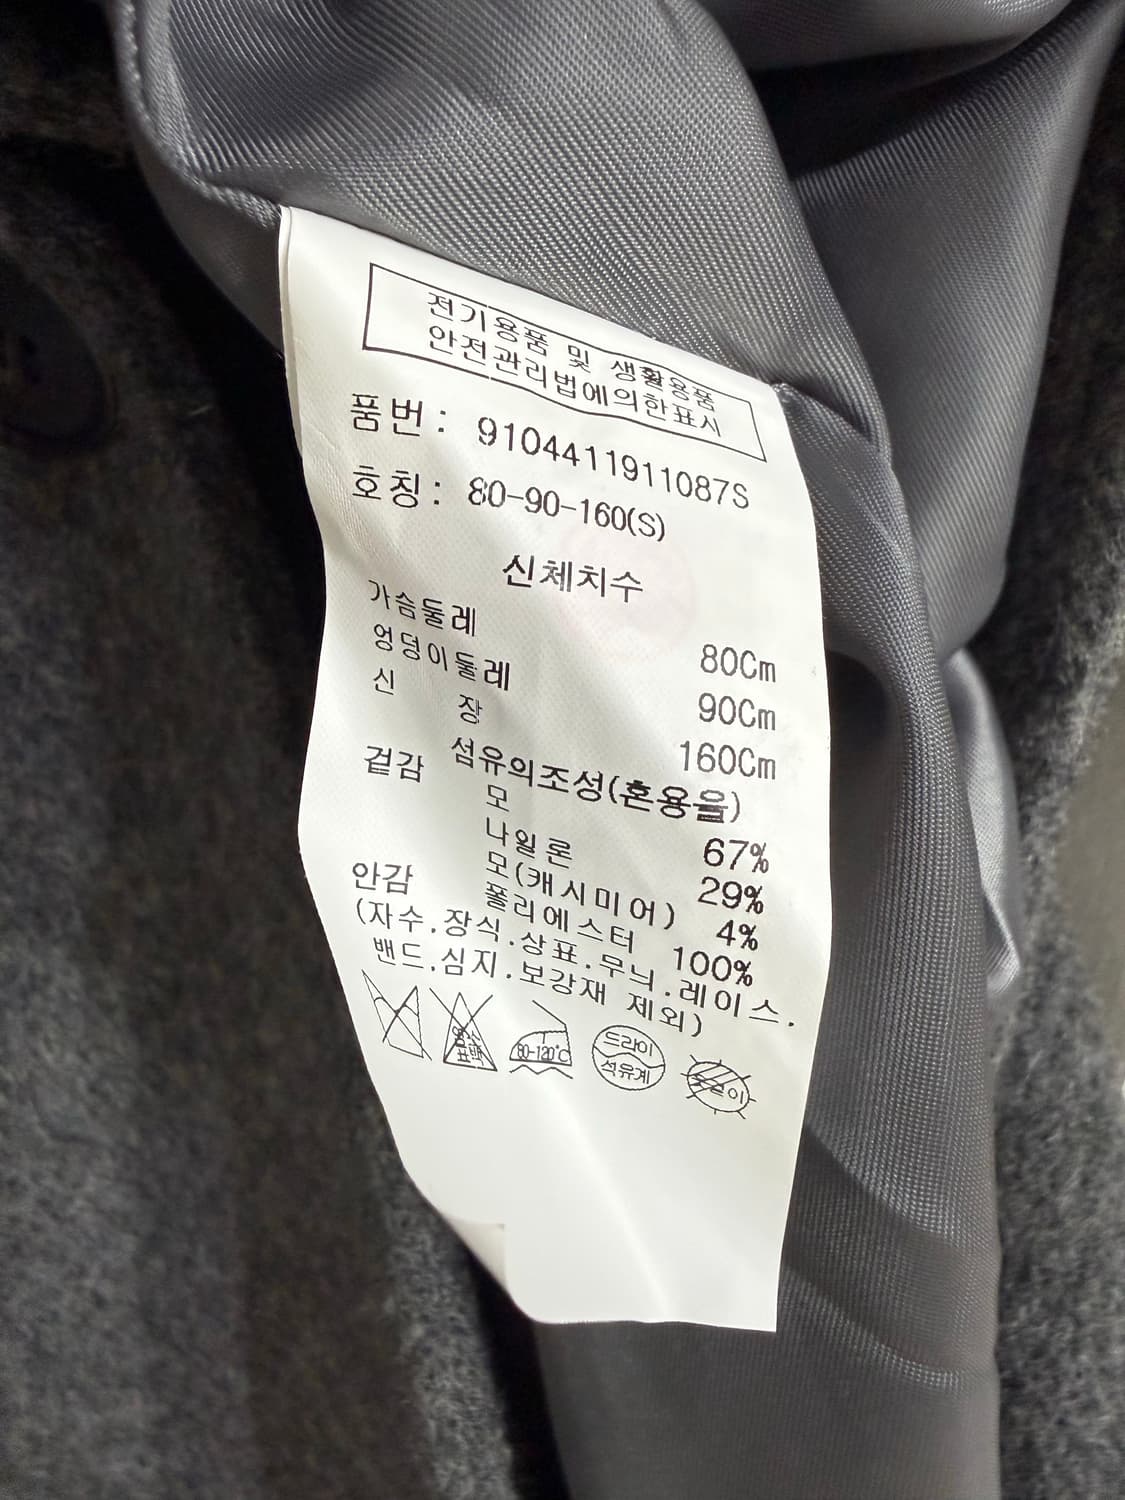 전기용품 및 생활용품
안전관리법에의한표시
품번: 9104411911087S
호칭: 80-90-160(S)
신체치수
가슴둘레 80Cm
엉덩이둘레 90Cm
신 장 160Cm
섬유의조성(혼용율)
겉감 모 67%
나일론 29%
모(캐시미어) 4%
안감 폴리에스터 100%
(자수.장식.상표.무늬.레이스.
밴드.심지.보강재 제외)
80-120℃
드라이
석유계